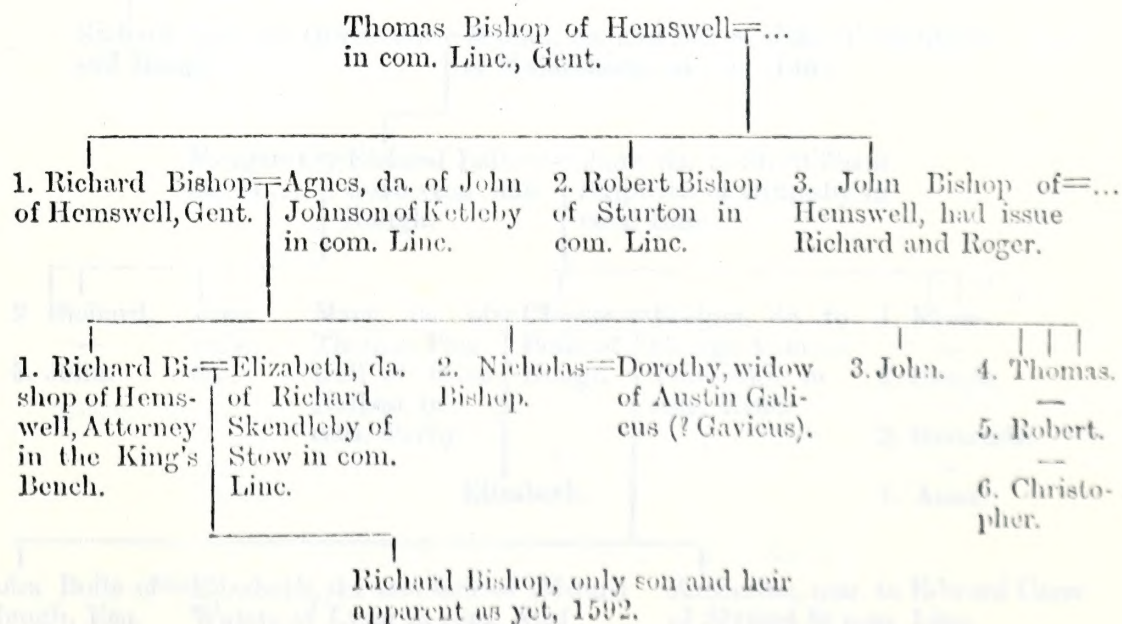 Thomas Bishop of Hemswell=...
in com. Linc., Gent.
1. Richard Bishop=
of Hemswell, Gent.
Agnes, da. of John
Johnson of Ketleby
in com. Linc.
2. Robert Bishop
of Sturton in
com. Linc.
3. John Bishop of=...
Hemswell, had issue
Richard and Roger.
1. Richard Bi-=
shop of Hems-
well, Attorney
in the King's
Bench.
Elizabeth, da.
of Richard
Skendleby of
Stow in com.
Linc.
2. Nicholas=
Bishop.
Dorothy, widow
of Austin Gali-
cus (? Gavicus).
3. John.
4. Thomas.
5. Robert.
6. Christo-
pher.
Richard Bishop, only son and heir
apparent as yet, 1592.